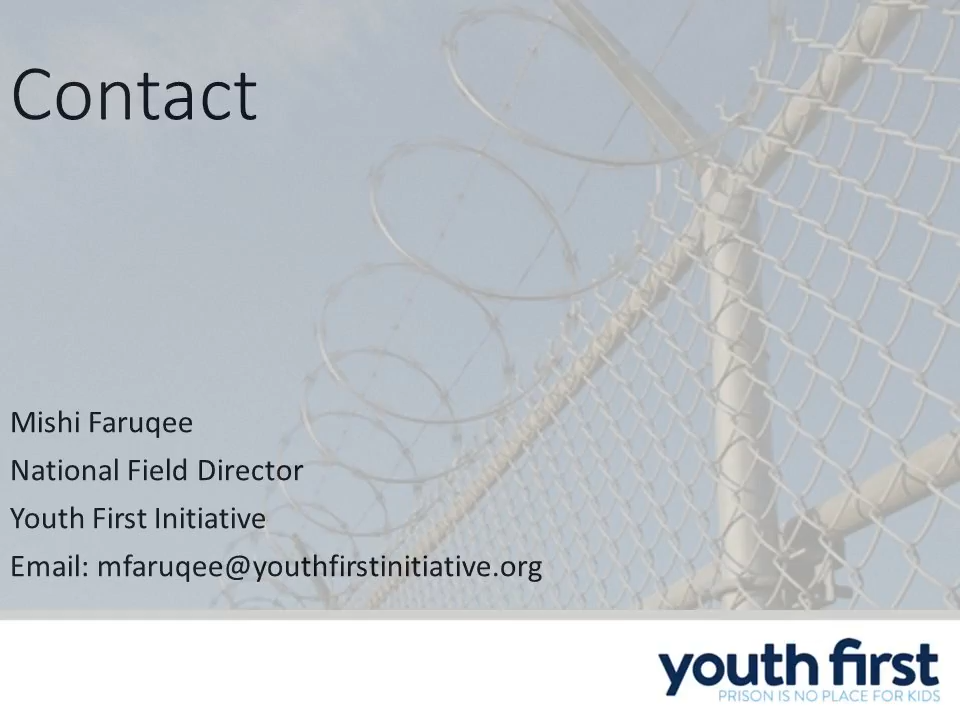 Contact
Mishi Faruqee
National Field Director
Youth First Initiative
Email: mfaruqee@youthfirstinitiative.org
youth first
PRISON IS NO PLACE FOR KIDS